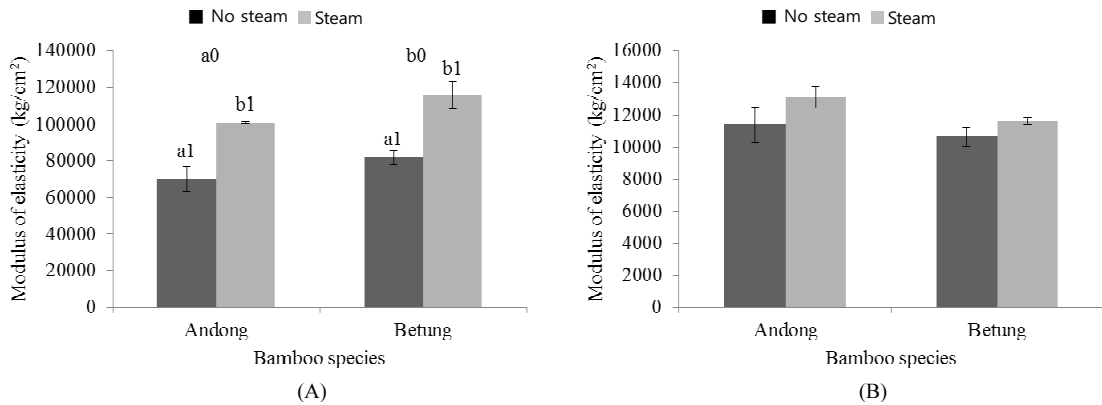 No steam Steam
140000
120000
100000
80000
60000
40000
20000
0
Modulus of elasticity (kg/cm²)
a0
b0
a1
b1
a1
b1
Andong Betung
Bamboo species
(A)
No steam Steam
16000
14000
12000
10000
8000
6000
4000
2000
0
Modulus of elasticity (kg/cm²)
Andong Betung
Bamboo species
(B)